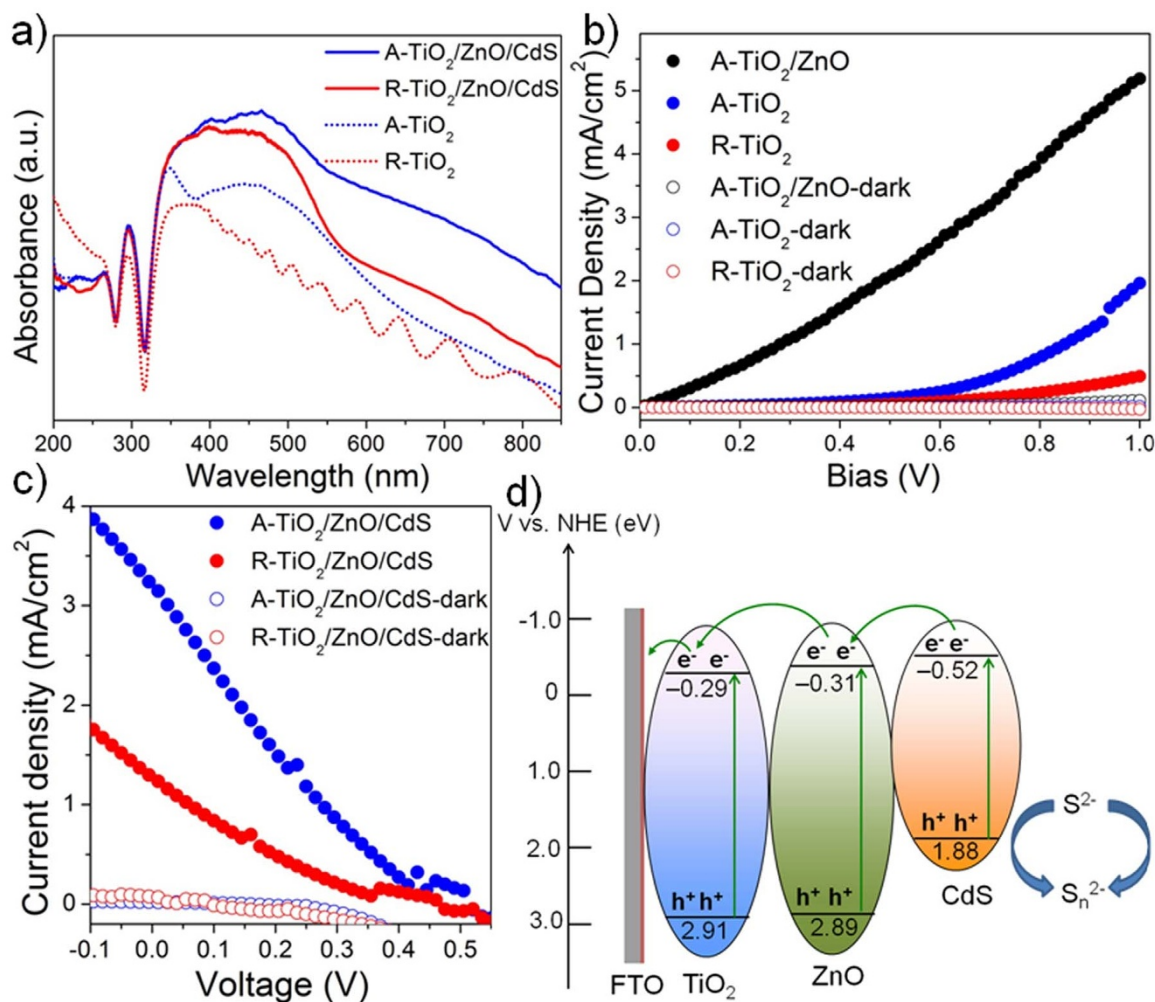 a)
A-TiO₂/ZnO/CdS
R-TiO₂/ZnO/CdS
A-TiO₂
R-TiO₂
Absorbance (a.u.)
200 300 400 500 600 700 800
Wavelength (nm)
b)
A-TiO₂/ZnO
A-TiO₂
R-TiO₂
A-TiO₂/ZnO-dark
A-TiO₂-dark
R-TiO₂-dark
Current Density (mA/cm²)
5
4
3
2
1
0
0.0 0.2 0.4 0.6 0.8 1.0
Bias (V)
c)
A-TiO₂/ZnO/CdS
R-TiO₂/ZnO/CdS
A-TiO₂/ZnO/CdS-dark
R-TiO₂/ZnO/CdS-dark
Current density (mA/cm²)
4
3
2
1
0
-0.1 0.0 0.1 0.2 0.3 0.4 0.5
Voltage (V)
d)
V vs. NHE (eV)
-1.0
0
1.0
2.0
3.0
e⁻ e⁻
–0.29
h⁺ h⁺
2.91
e⁻ e⁻
–0.31
h⁺ h⁺
2.89
e⁻ e⁻
–0.52
h⁺ h⁺
1.88
S²⁻
Sₙ²⁻
FTO
TiO₂
ZnO
CdS